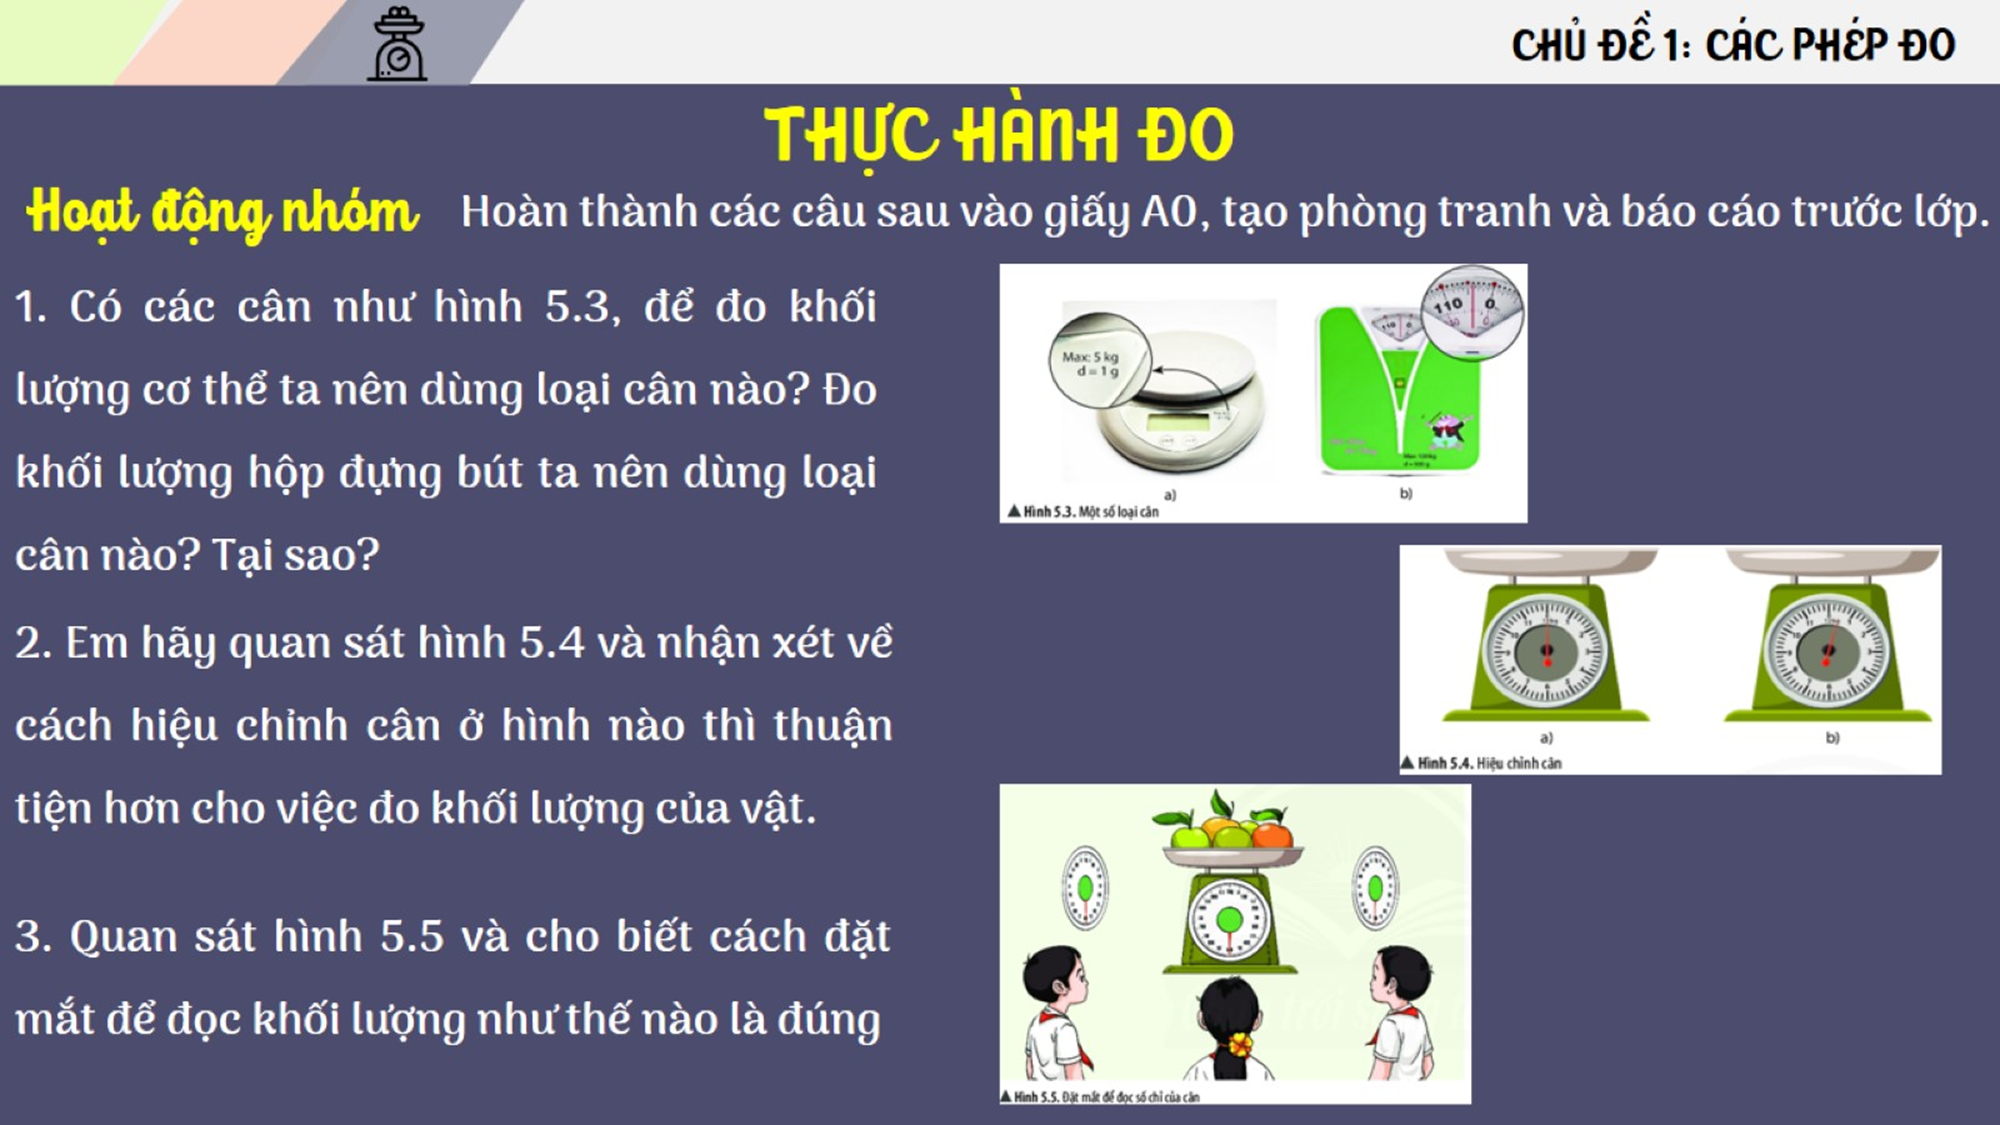 CHỦ ĐỀ 1: CÁC PHÉP ĐO
THỰC HÀNH ĐO
Hoạt động nhóm Hoàn thành các câu sau vào giấy A0, tạo phòng tranh và báo cáo trước lớp.
1. Có các cân như hình 5.3, để đo khối
lượng cơ thể ta nên dùng loại cân nào? Đo
khối lượng hộp đựng bút ta nên dùng loại
cân nào? Tại sao?
Max: 5 kg
d = 1 g
110 0
a) b)
▲ Hình 5.3. Một số loại cân
2. Em hãy quan sát hình 5.4 và nhận xét về
cách hiệu chỉnh cân ở hình nào thì thuận
tiện hơn cho việc đo khối lượng của vật.
a) b)
▲ Hình 5.4. Hiệu chỉnh cân
3. Quan sát hình 5.5 và cho biết cách đặt
mắt để đọc khối lượng như thế nào là đúng
▲ Hình 5.5. Đặt mắt để đọc số chỉ của cân